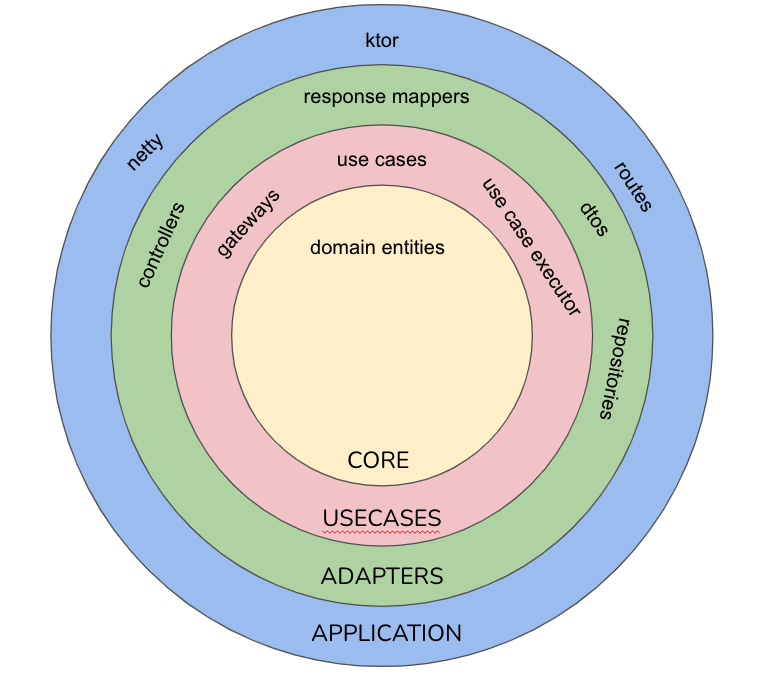 ktor
response mappers
netty
use cases
routes
dtos
controllers
gateways
use case executor
domain entities
repositories
CORE
USECASES
ADAPTERS
APPLICATION